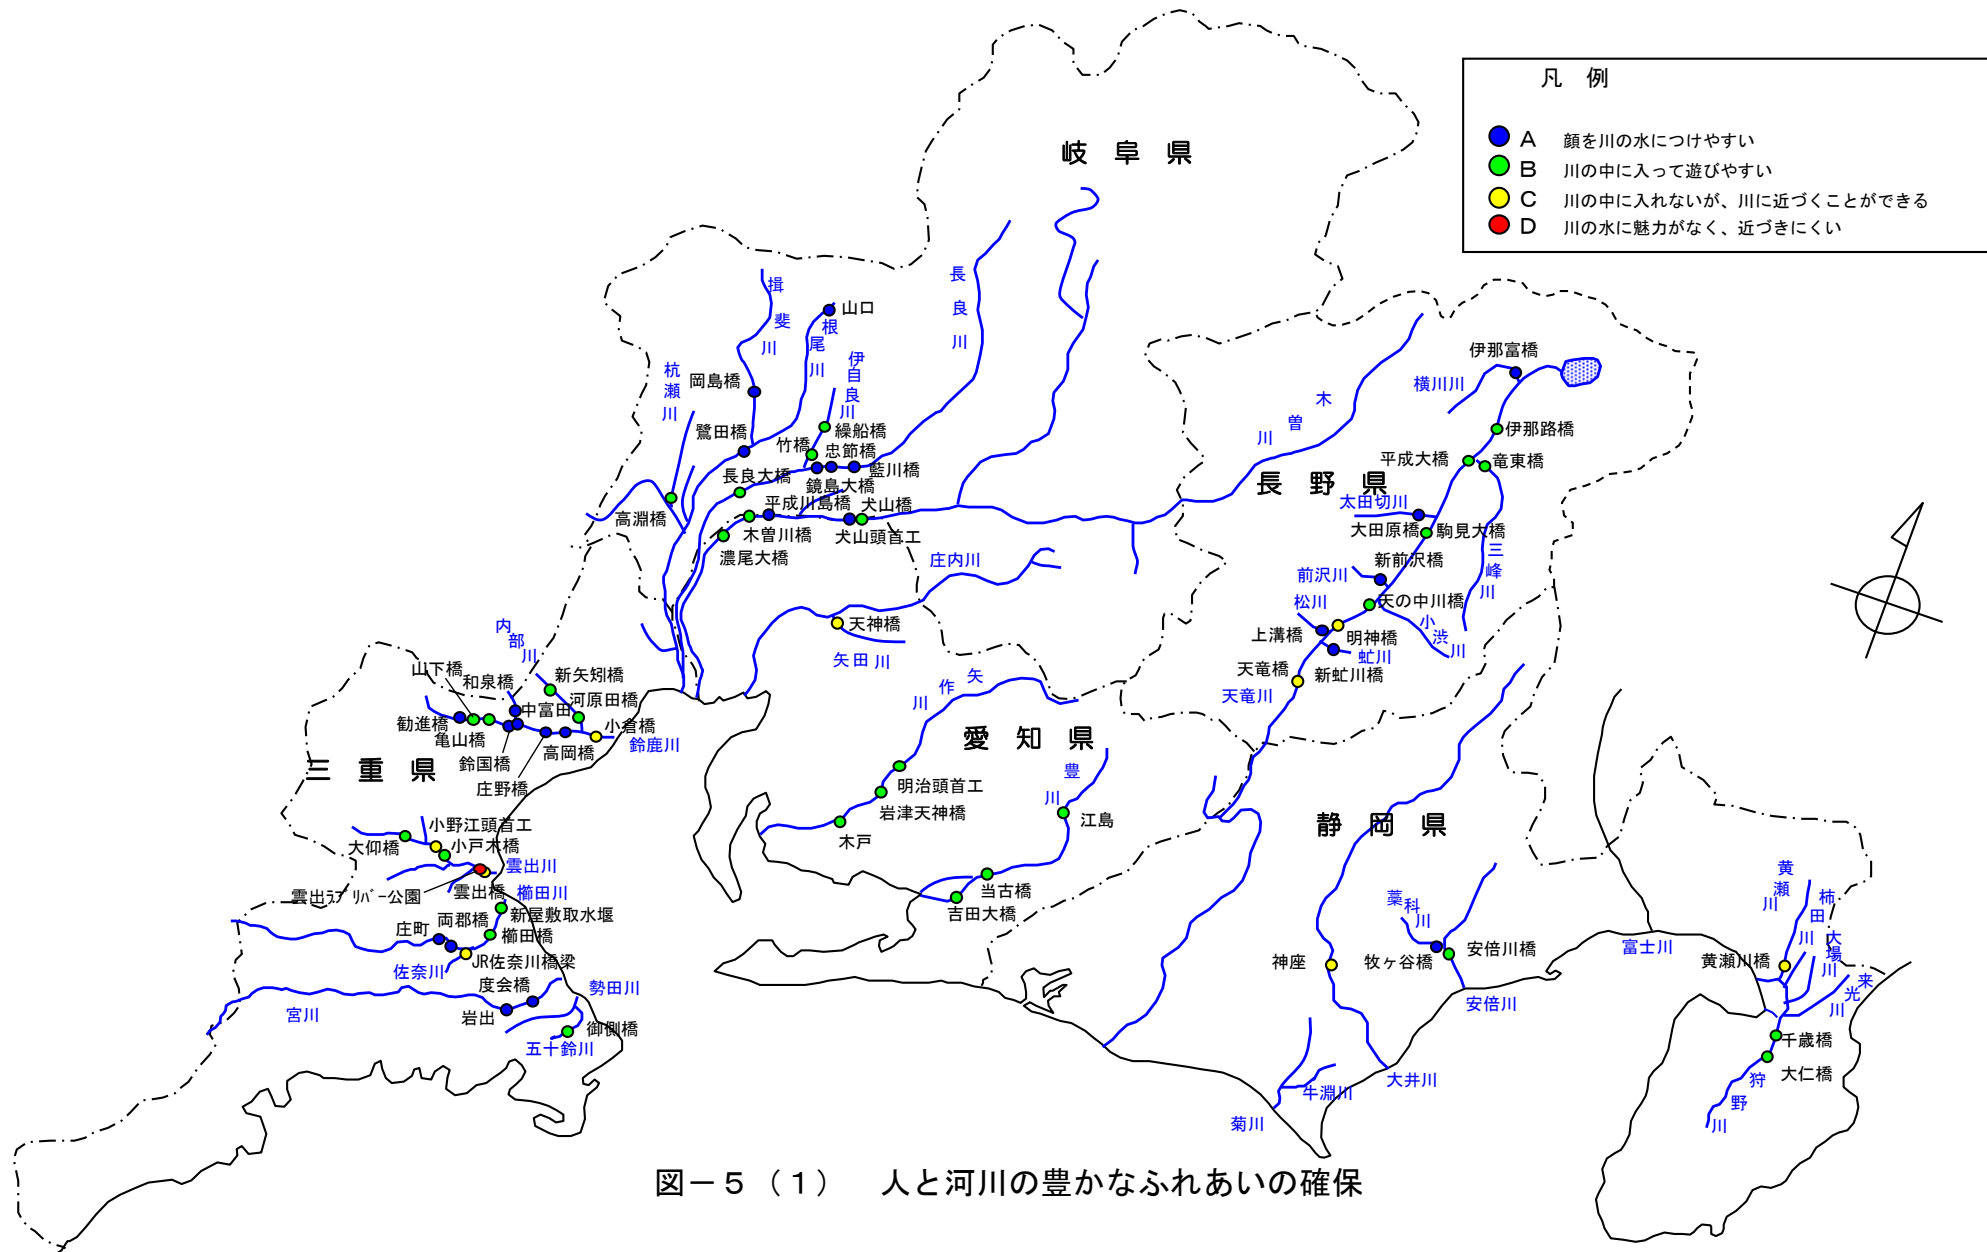 凡 例
A 顔を川の水につけやすい
B 川の中に入って遊びやすい
C 川の中に入れないが、川に近づくことができる
D 川の水に魅力がなく、近づきにくい
岐 阜 県
揖斐川
根尾川
山口
長良川
伊自良川
杭瀬川
岡島橋
鷺田橋
繰船橋
竹橋
忠節橋
藍川橋
長良大橋
鏡島大橋
平成川島橋
犬山橋
高淵橋
木曽川橋
犬山頭首工
濃尾大橋
庄内川
天神橋
矢田川
木曽川
長 野 県
伊那富橋
横川川
伊那路橋
平成大橋
竜東橋
太田切川
大田原橋
駒見大橋
三峰川
新前沢橋
前沢川
天の中川橋
松川
小渋川
上溝橋
明神橋
虻川
天竜橋
新虻川橋
天竜川
内部川
山下橋
和泉橋
新矢矧橋
河原田橋
中富田
勧進橋
亀山橋
小倉橋
鈴鹿川
高岡橋
鈴国橋
庄野橋
三 重 県
矢作川
愛 知 県
明治頭首工
岩津天神橋
木戸
豊川
江島
当古橋
吉田大橋
静 岡 県
小野江頭首工
大仰橋
小戸木橋
雲出川
雲出ﾗﾌﾞﾘﾊﾞｰ公園
雲出橋
櫛田川
両郡橋
新屋敷取水堰
庄町
櫛田橋
JR佐奈川橋梁
佐奈川
度会橋
勢田川
宮川
岩出
御側橋
五十鈴川
藁科川
神座
牧ヶ谷橋
安倍川橋
安倍川
大井川
牛淵川
菊川
富士川
黄瀬川
柿田川
大場川
来光川
黄瀬川橋
千歳橋
大仁橋
狩野川
図－５（１） 人と河川の豊かなふれあいの確保